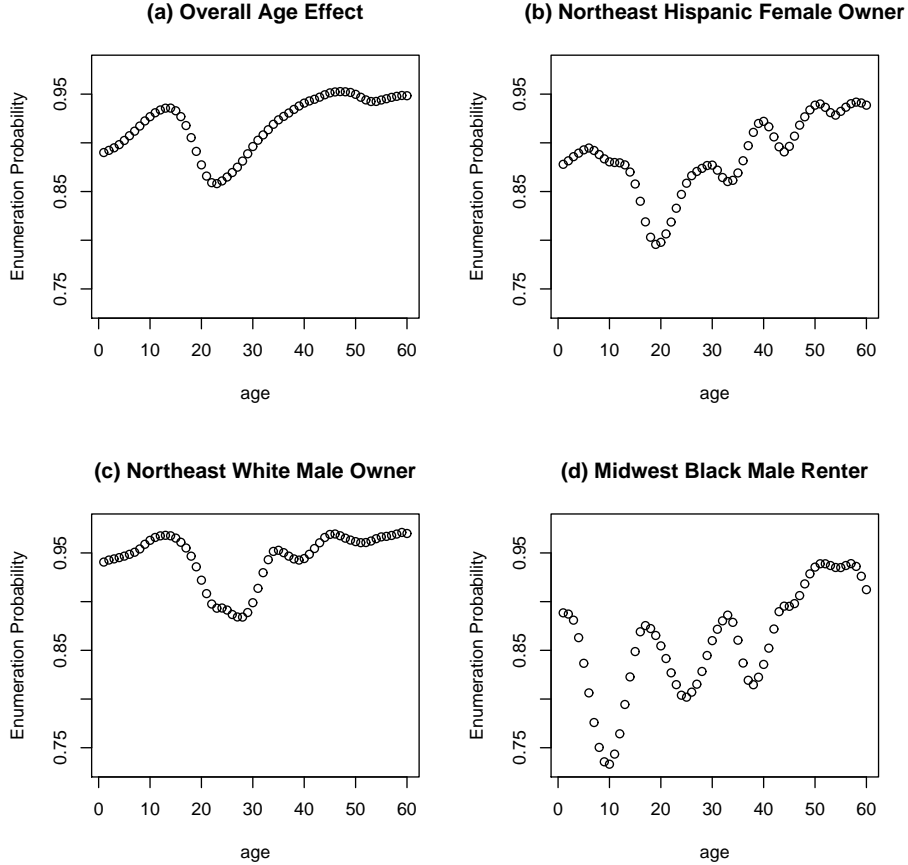 (a) Overall Age Effect
Enumeration Probability
0.75
0.85
0.95
0 10 20 30 40 50 60
age
(b) Northeast Hispanic Female Owner
Enumeration Probability
0.75
0.85
0.95
0 10 20 30 40 50 60
age
(c) Northeast White Male Owner
Enumeration Probability
0.75
0.85
0.95
0 10 20 30 40 50 60
age
(d) Midwest Black Male Renter
Enumeration Probability
0.75
0.85
0.95
0 10 20 30 40 50 60
age